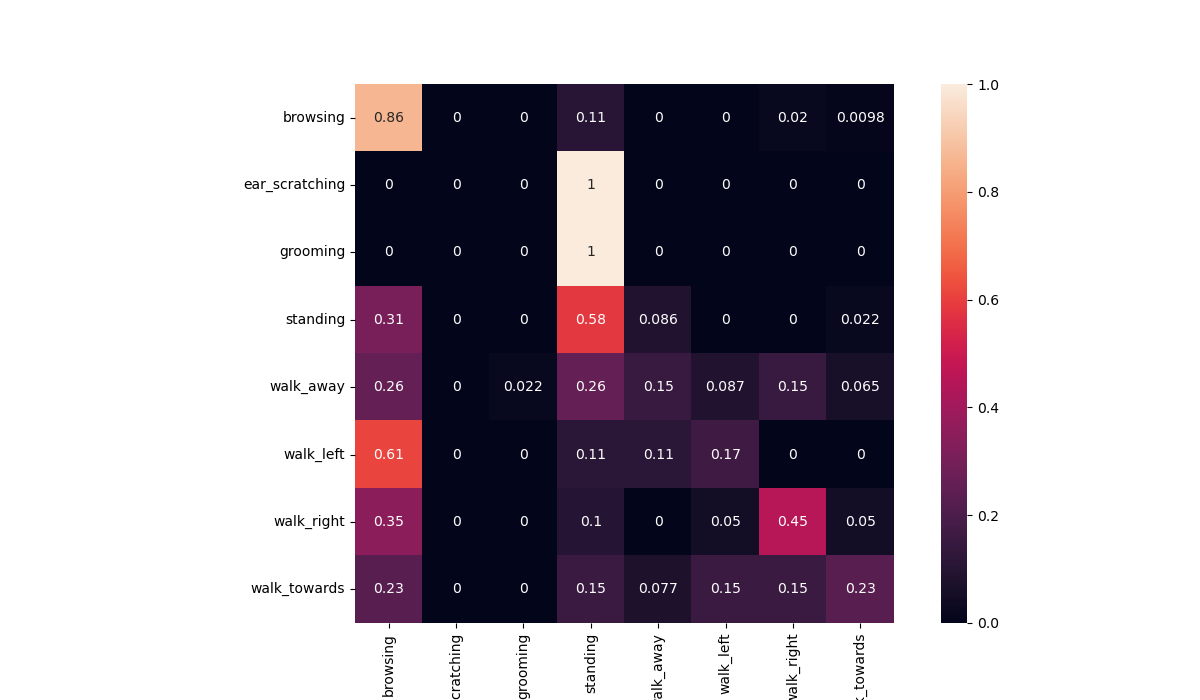 browsing 0.86 0 0 0.11 0 0 0.02 0.0098
ear_scratching 0 0 0 1 0 0 0 0
grooming 0 0 0 1 0 0 0 0
standing 0.31 0 0 0.58 0.086 0 0 0.022
walk_away 0.26 0 0.022 0.26 0.15 0.087 0.15 0.065
walk_left 0.61 0 0 0.11 0.11 0.17 0 0
walk_right 0.35 0 0 0.1 0 0.05 0.45 0.05
walk_towards 0.23 0 0 0.15 0.077 0.15 0.15 0.23
browsing
cratching
grooming
standing
alk_away
walk_left
walk_right
k_towards
1.0
0.8
0.6
0.4
0.2
0.0